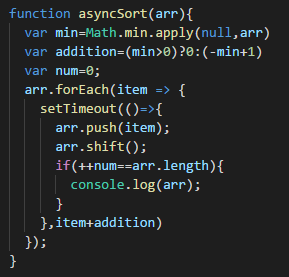 function asyncSort(arr){
  var min=Math.min.apply(null,arr)
  var addition=(min>0)?0:(-min+1)
  var num=0;
  arr.forEach(item => {
    setTimeout(()=>{
      arr.push(item);
      arr.shift();
      if(++num==arr.length){
        console.log(arr);
      }
    },item+addition)
  });
}